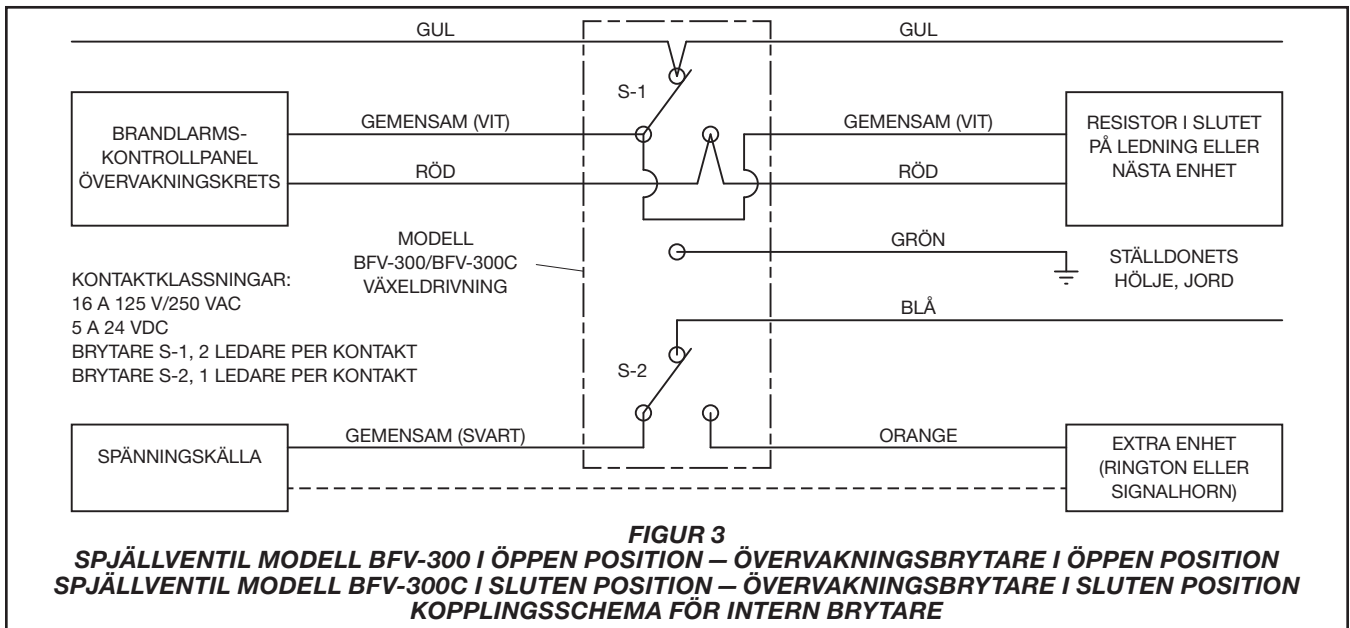 GUL
GUL
S-1
BRANDLARMS-
KONTROLLPANEL
ÖVERVAKNINGSKRETS
GEMENSAM (VIT)
GEMENSAM (VIT)
RÖD
RÖD
RESISTOR I SLUTET
PÅ LEDNING ELLER
NÄSTA ENHET
MODELL
BFV-300/BFV-300C
VÄXELDRIVNING
GRÖN
STÄLLDONETS
HÖLJE, JORD
KONTAKTKLASSNINGAR:
16 A 125 V/250 VAC
5 A 24 VDC
BRYTARE S-1, 2 LEDARE PER KONTAKT
BRYTARE S-2, 1 LEDARE PER KONTAKT
BLÅ
S-2
SPÄNNINGSKÄLLA
GEMENSAM (SVART)
ORANGE
EXTRA ENHET
(RINGTON ELLER
SIGNALHORN)
FIGUR 3
SPJÄLLVENTIL MODELL BFV-300 I ÖPPEN POSITION — ÖVERVAKNINGSBRYTARE I ÖPPEN POSITION
SPJÄLLVENTIL MODELL BFV-300C I SLUTEN POSITION — ÖVERVAKNINGSBRYTARE I SLUTEN POSITION
KOPPLINGSSCHEMA FÖR INTERN BRYTARE